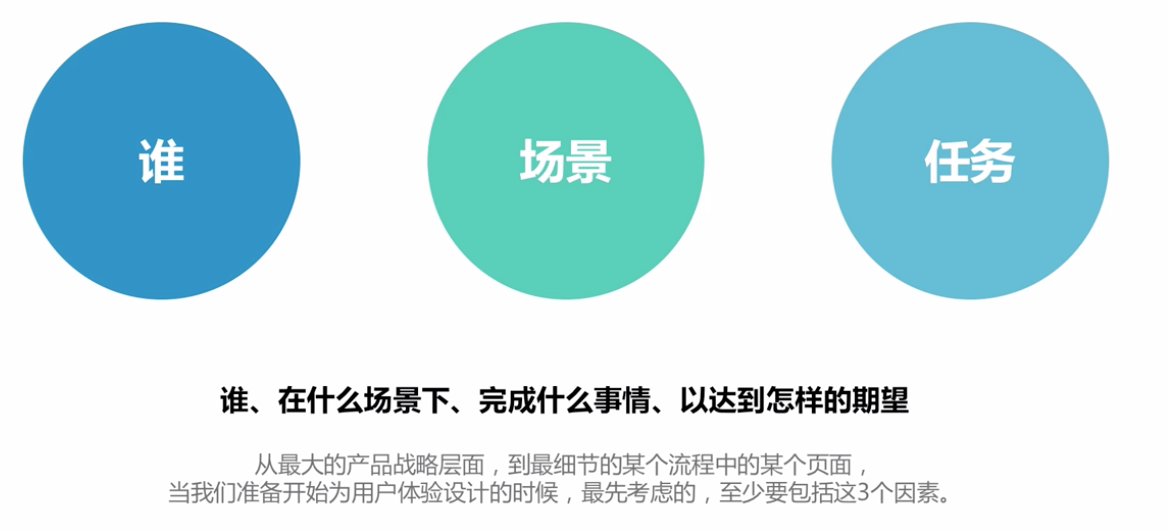 谁
场景
任务
谁、在什么场景下、完成什么事情、以达到怎样的期望
从最大的产品战略层面，到最细节的某个流程中的某个页面，
当我们准备开始为用户体验设计的时候，最先考虑的，至少要包括这3个因素。